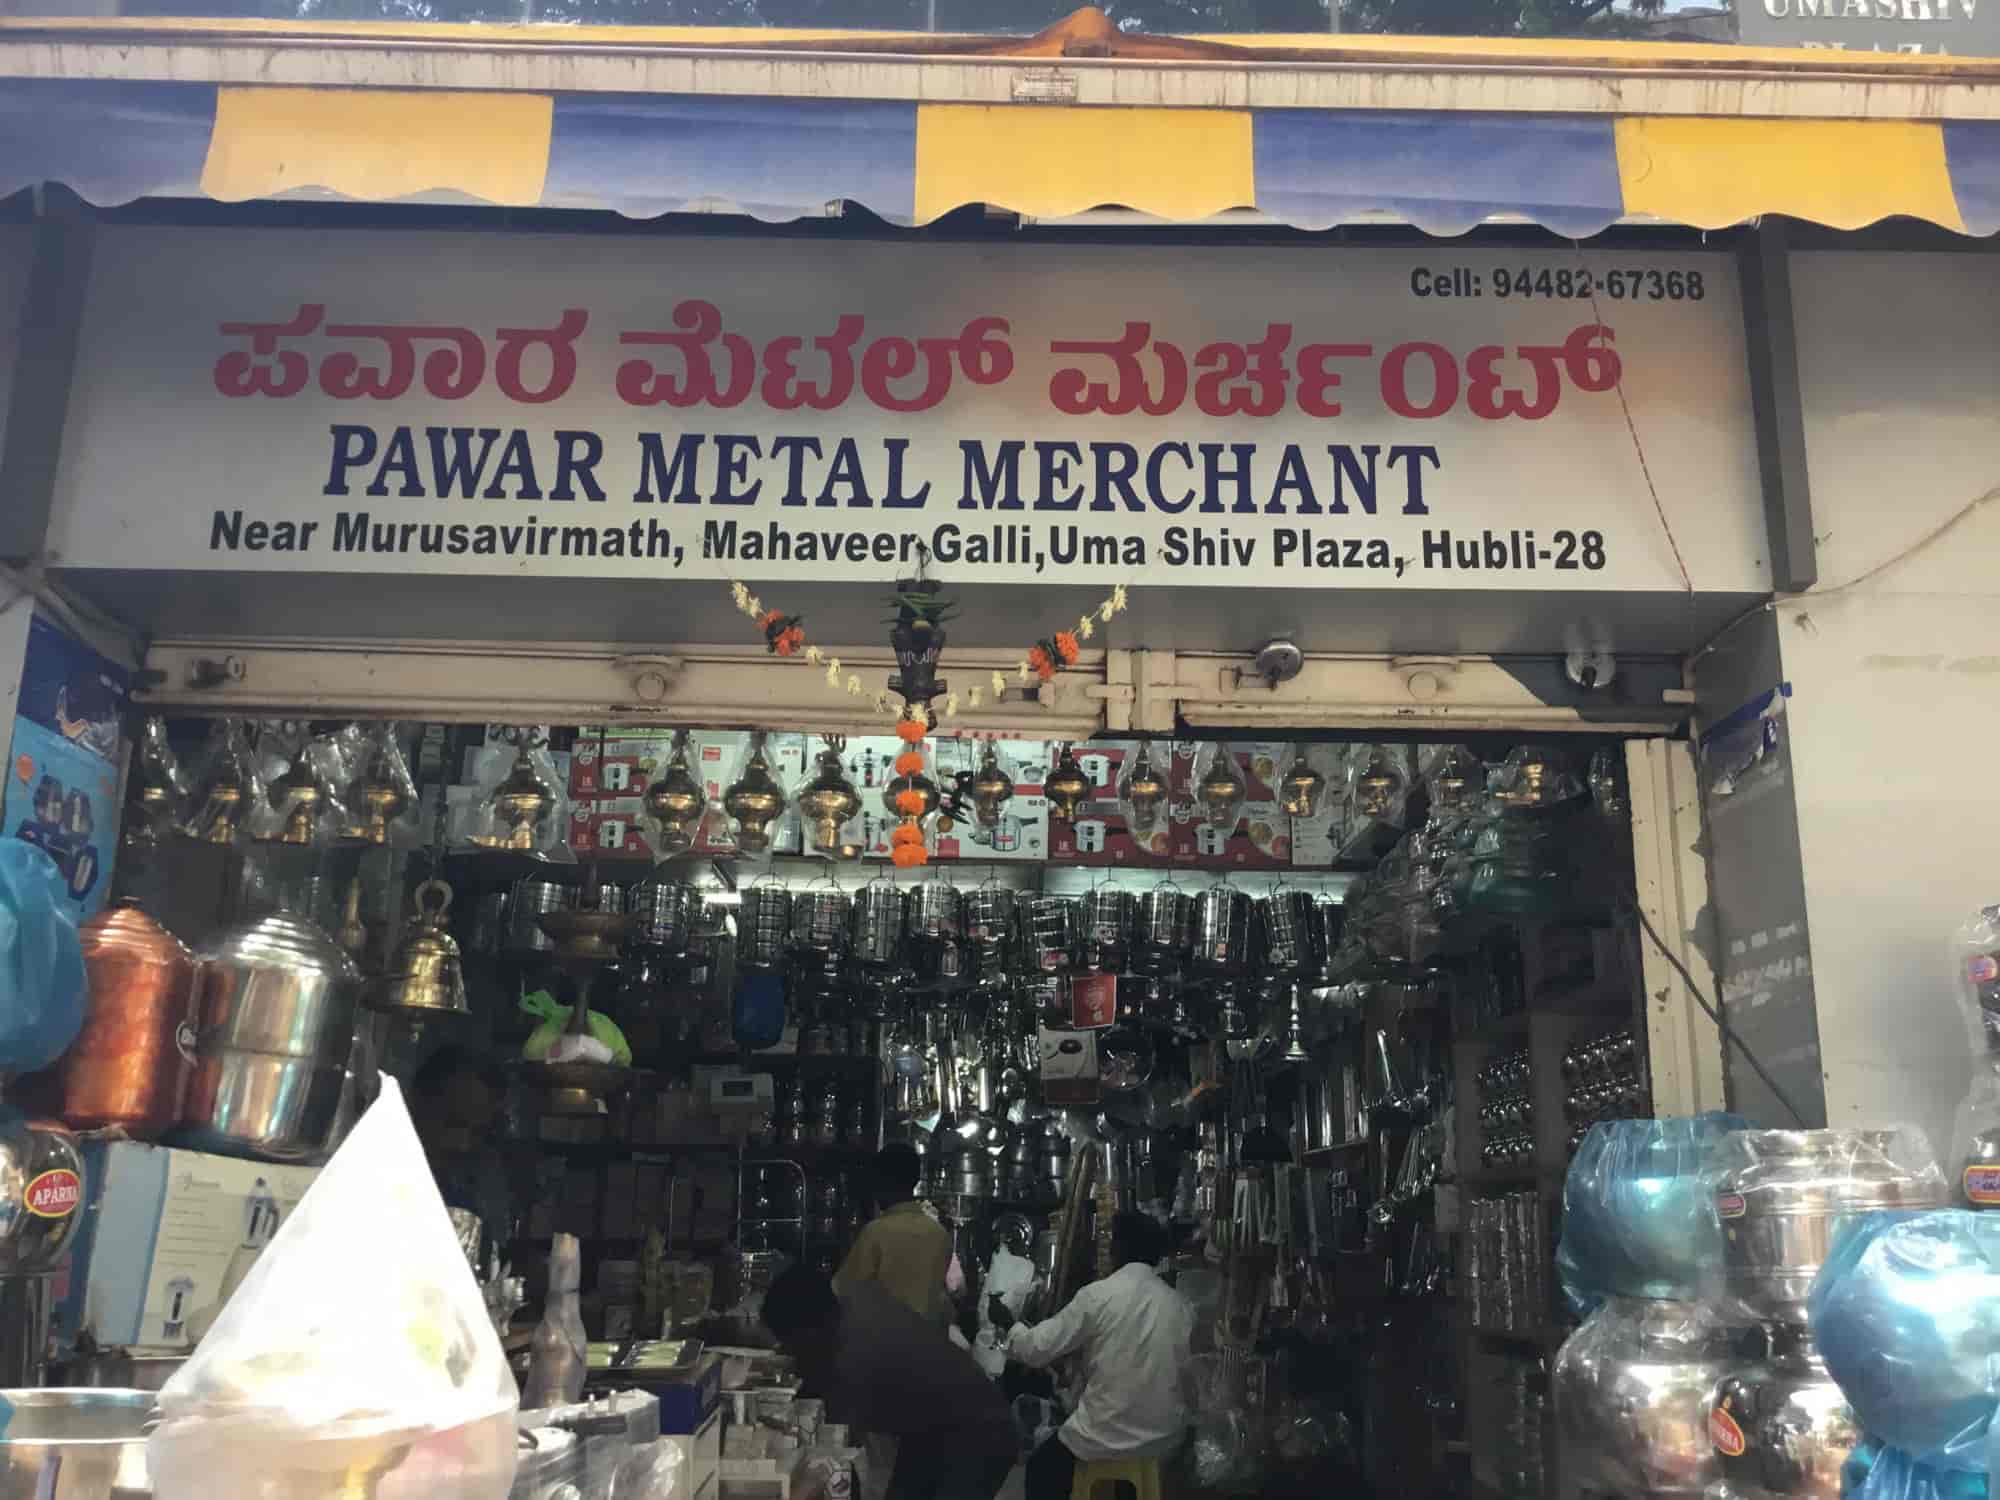 UMASHIV
PLAZA
Cell: 94482-67368
ಪವಾರ ಮೆಟಲ್ ಮರ್ಚಂಟ್
PAWAR METAL MERCHANT
Near Murusavirmath, Mahaveer Galli,Uma Shiv Plaza, Hubli-28
APARNA